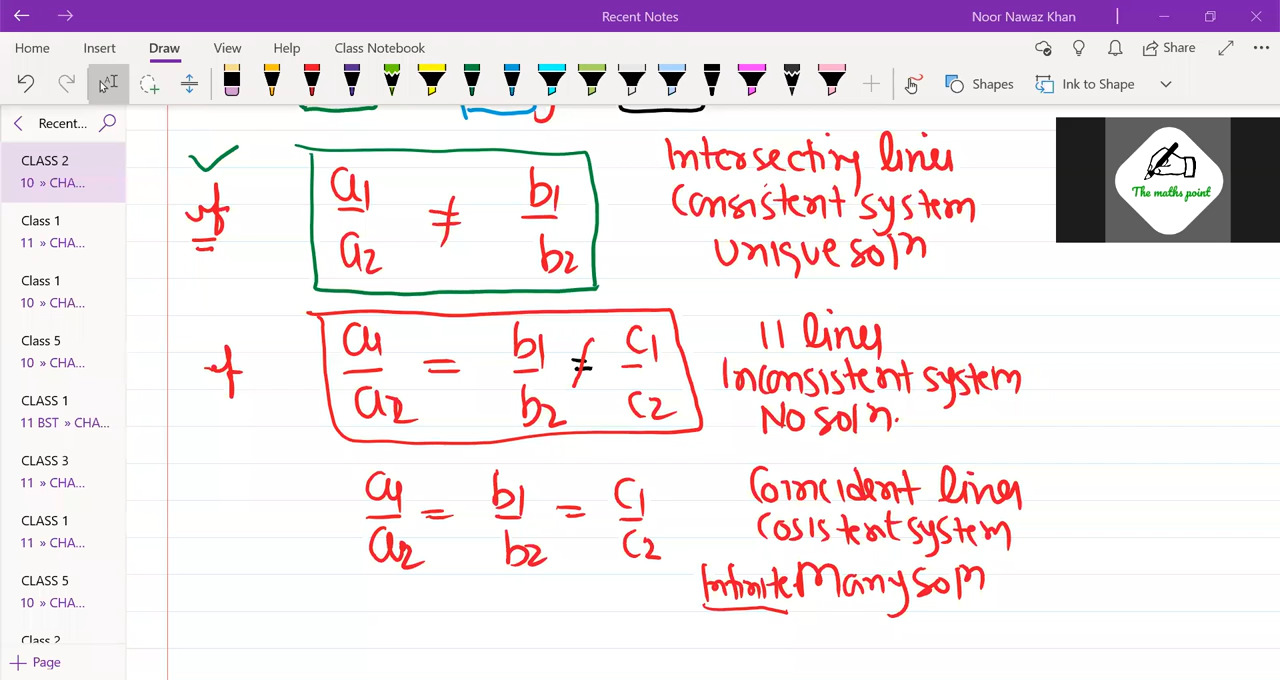 Recent Notes
Noor Nawaz Khan
Home Insert Draw View Help Class Notebook
Share
Shapes
Ink to Shape
Recent...
CLASS 2
10 » CHA...
Class 1
11 » CHA...
Class 1
10 » CHA...
Class 5
10 » CHA...
CLASS 1
11 BST » CHA...
CLASS 3
11 » CHA...
CLASS 1
11 » CHA...
CLASS 5
10 » CHA...
Class 2
Page
The maths point
if a1/a2 ≠ b1/b2
Intersecting lines
Consistent system
Unique soln
if a1/a2 = b1/b2 ≠ c1/c2
|| lines
Inconsistent system
No soln.
a1/a2 = b1/b2 = c1/c2
Coincident lines
Cosistent system
Infinite Many soln